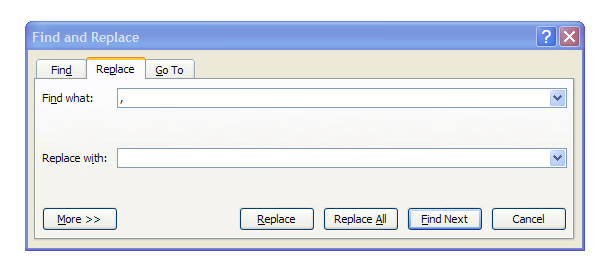 Find and Replace ?
Find Replace Go To
Find what: ,
Replace with:
More >> Replace Replace All Find Next Cancel